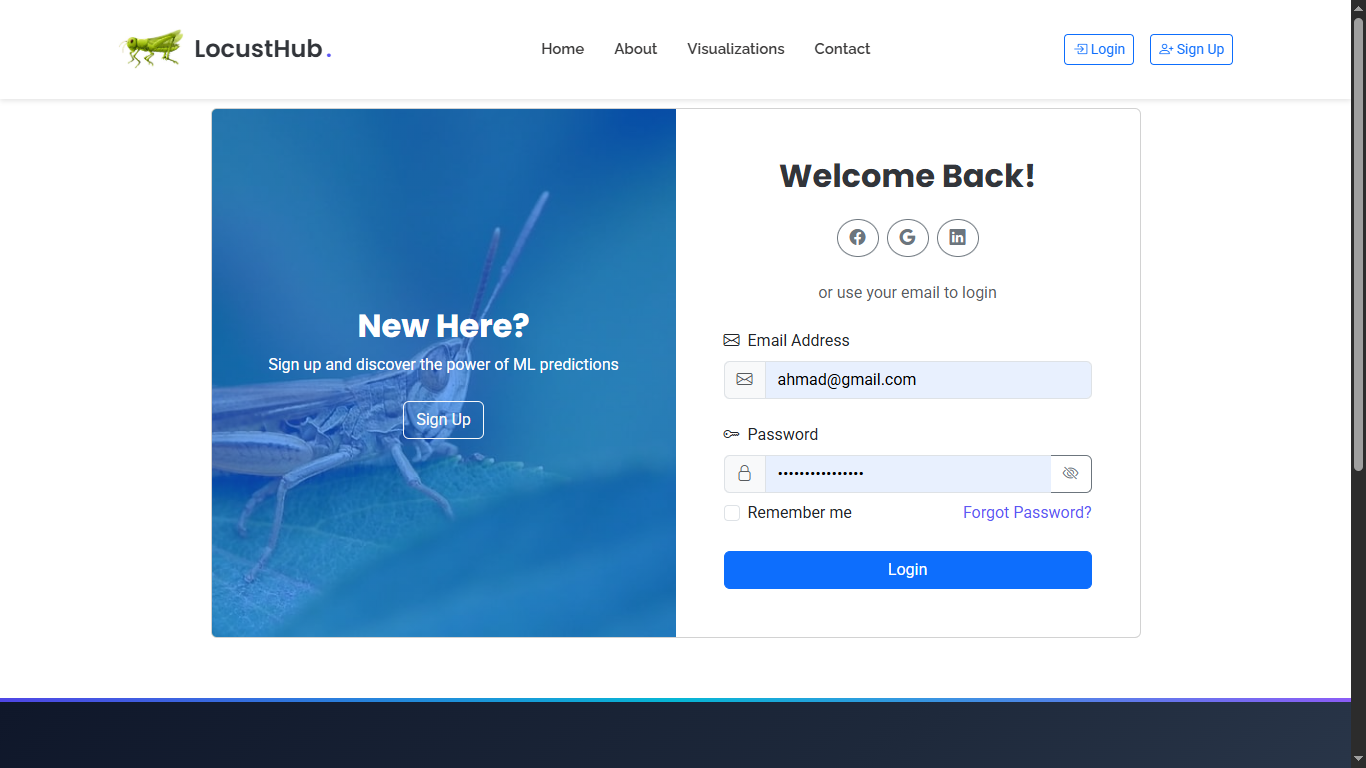 LocustHub.
Home About Visualizations Contact
Login Sign Up
New Here?
Sign up and discover the power of ML predictions
Sign Up
Welcome Back!
or use your email to login
Email Address
ahmad@gmail.com
Password
••••••••••••••••
Remember me Forgot Password?
Login